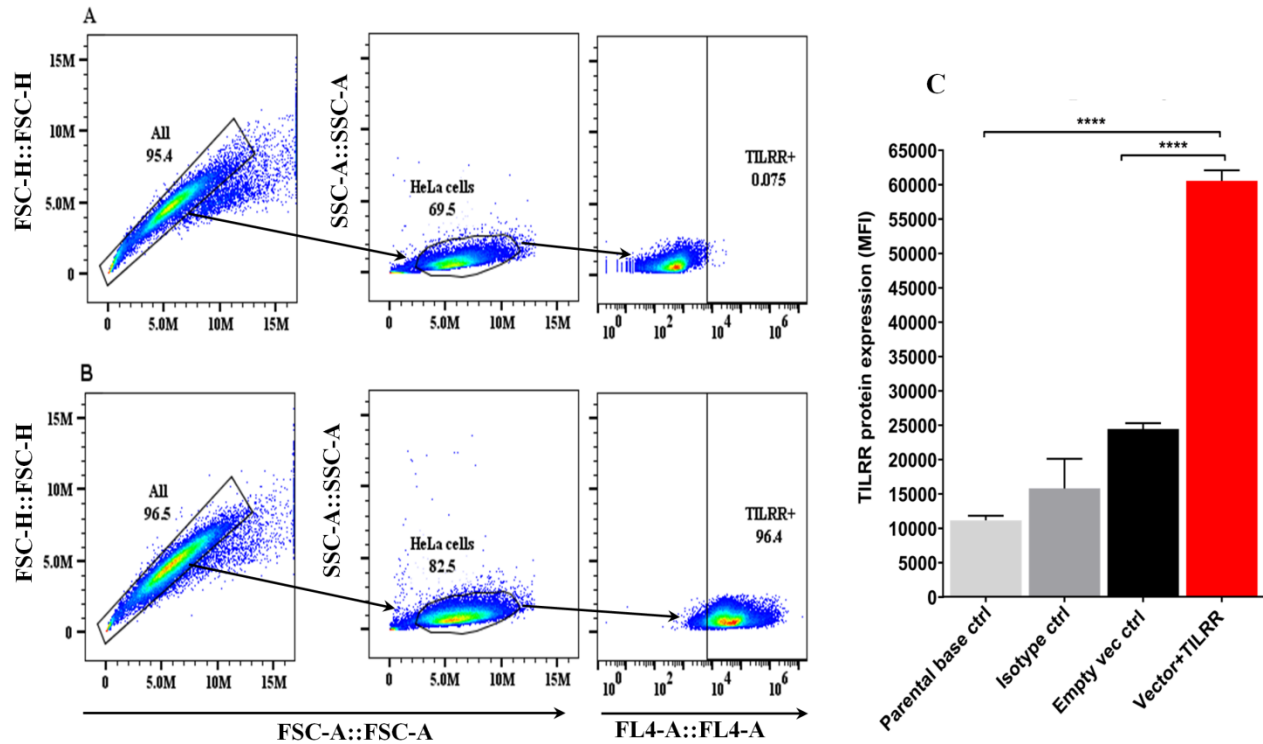 A
FSC-H::FSC-H
15M
10M
5.0M
0
All
95.4
0 5.0M 10M 15M
SSC-A::SSC-A
HeLa cells
69.5
5.0M 10M 15M
TILRR+
0.075
10^0 10^2 10^4 10^6
B
FSC-H::FSC-H
15M
10M
5.0M
0
All
96.5
0 5.0M 10M 15M
SSC-A::SSC-A
HeLa cells
82.5
0 5.0M 10M 15M
TILRR+
96.4
10^0 10^2 10^4 10^6
FSC-A::FSC-A
FL4-A::FL4-A
C
****
****
TILRR protein expression (MFI)
65000
60000
55000
50000
45000
40000
35000
30000
25000
20000
15000
10000
5000
0
Parental base ctrl
Isotype ctrl
Empty vec ctrl
Vector+TILRR